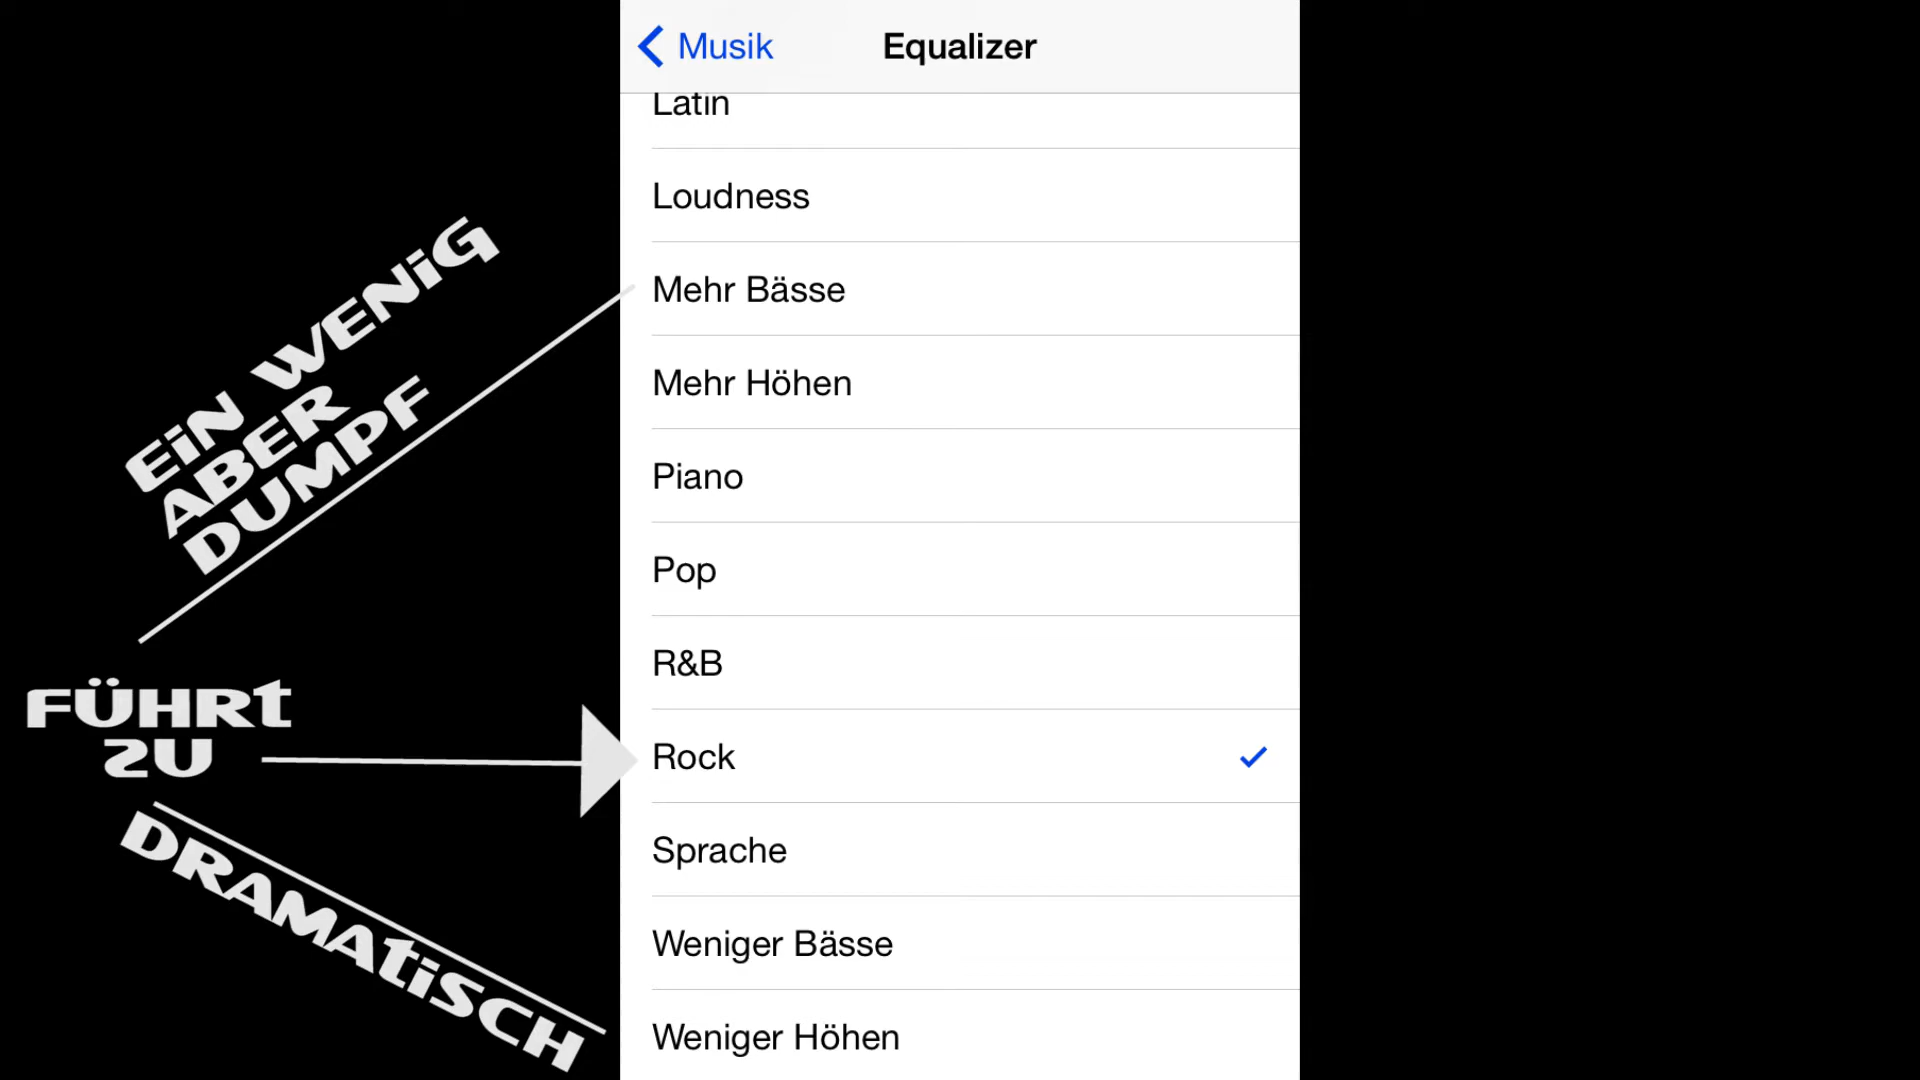 Musik
Equalizer
Latin
Loudness
Mehr Bässe
Mehr Höhen
Piano
Pop
R&B
Rock
Sprache
Weniger Bässe
Weniger Höhen
EiN WENiG
ABER
DUMPF
FÜHRt
ZU
DRAMAtiSCH